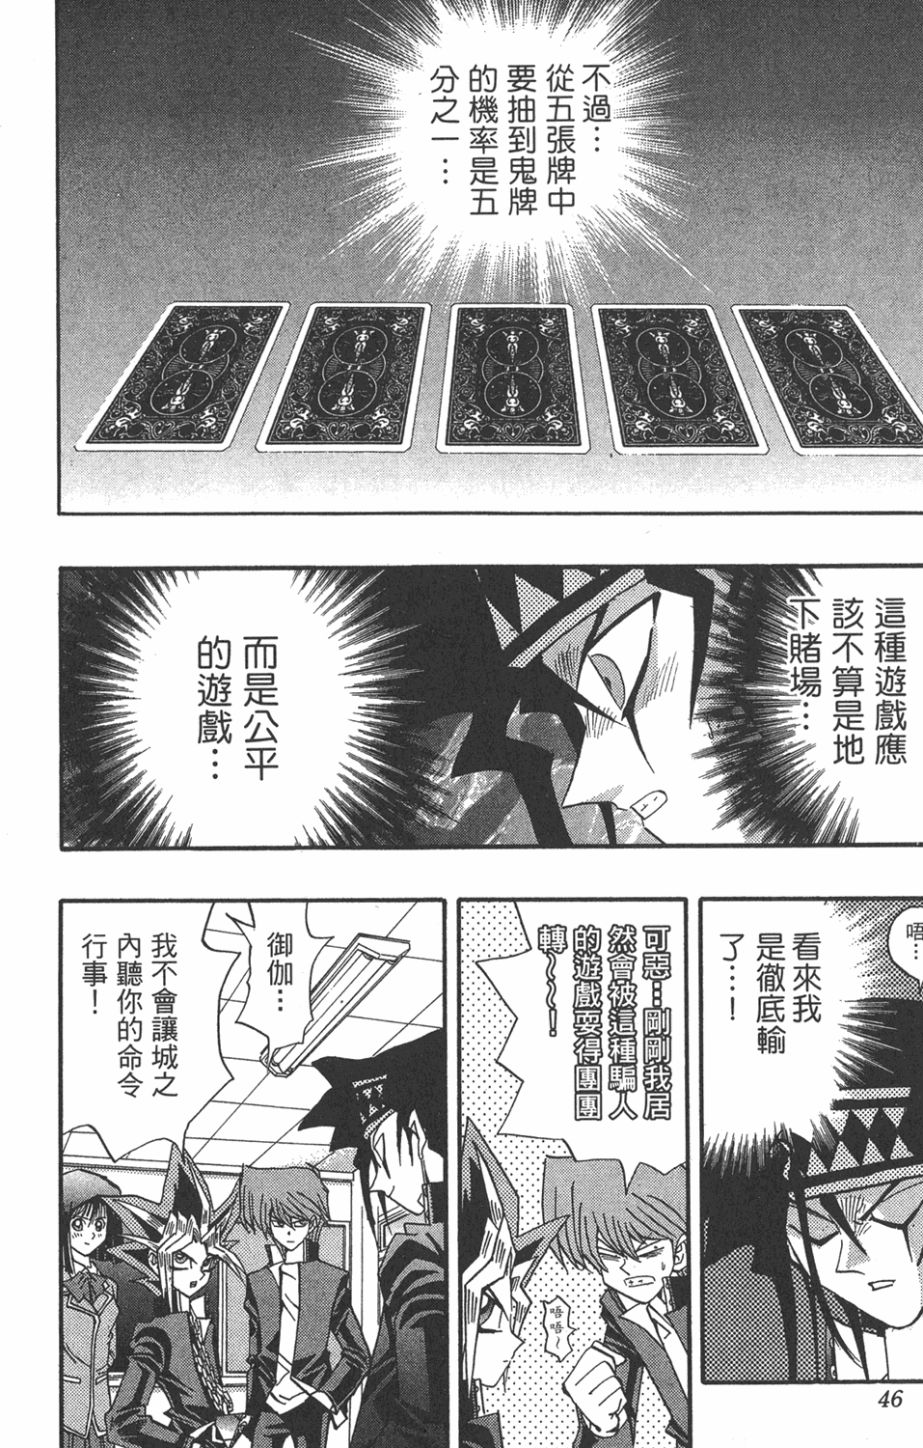 不過…
從五張牌中
要抽到鬼牌
的機率是五
分之一…
這種遊戲應
該不算是地
下賭場…
而是公平
的遊戲…
唔…
看來我
是徹底輸
了…！
可惡…剛剛我居
然會被這種騙人
的遊戲耍得團團
轉～～！
唔唔～
御伽…
我不會讓城之
內聽你的命令
行事！
46